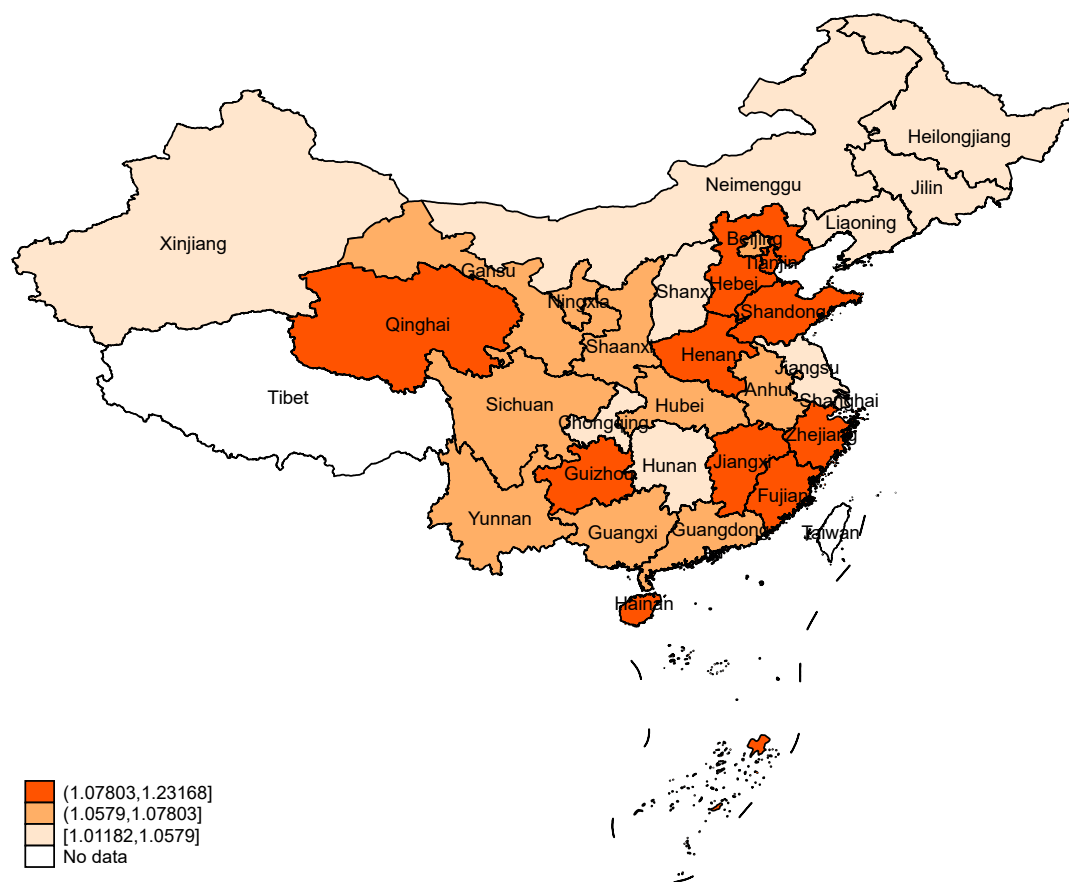 Heilongjiang
Jilin
Neimenggu
Liaoning
Xinjiang
Beijing
Gansu
Tianjin
Hebei
Shanxi
Ningxia
Shandong
Qinghai
Shaanxi
Henan
Jiangsu
Anhui
Tibet
Shanghai
Sichuan
Hubei
Chongqing
Zhejiang
Jiangxi
Hunan
Guizhou
Fujian
Yunnan
Guangxi
Guangdong
Taiwan
Hainan
(1.07803,1.23168]
(1.0579,1.07803]
[1.01182,1.0579]
No data